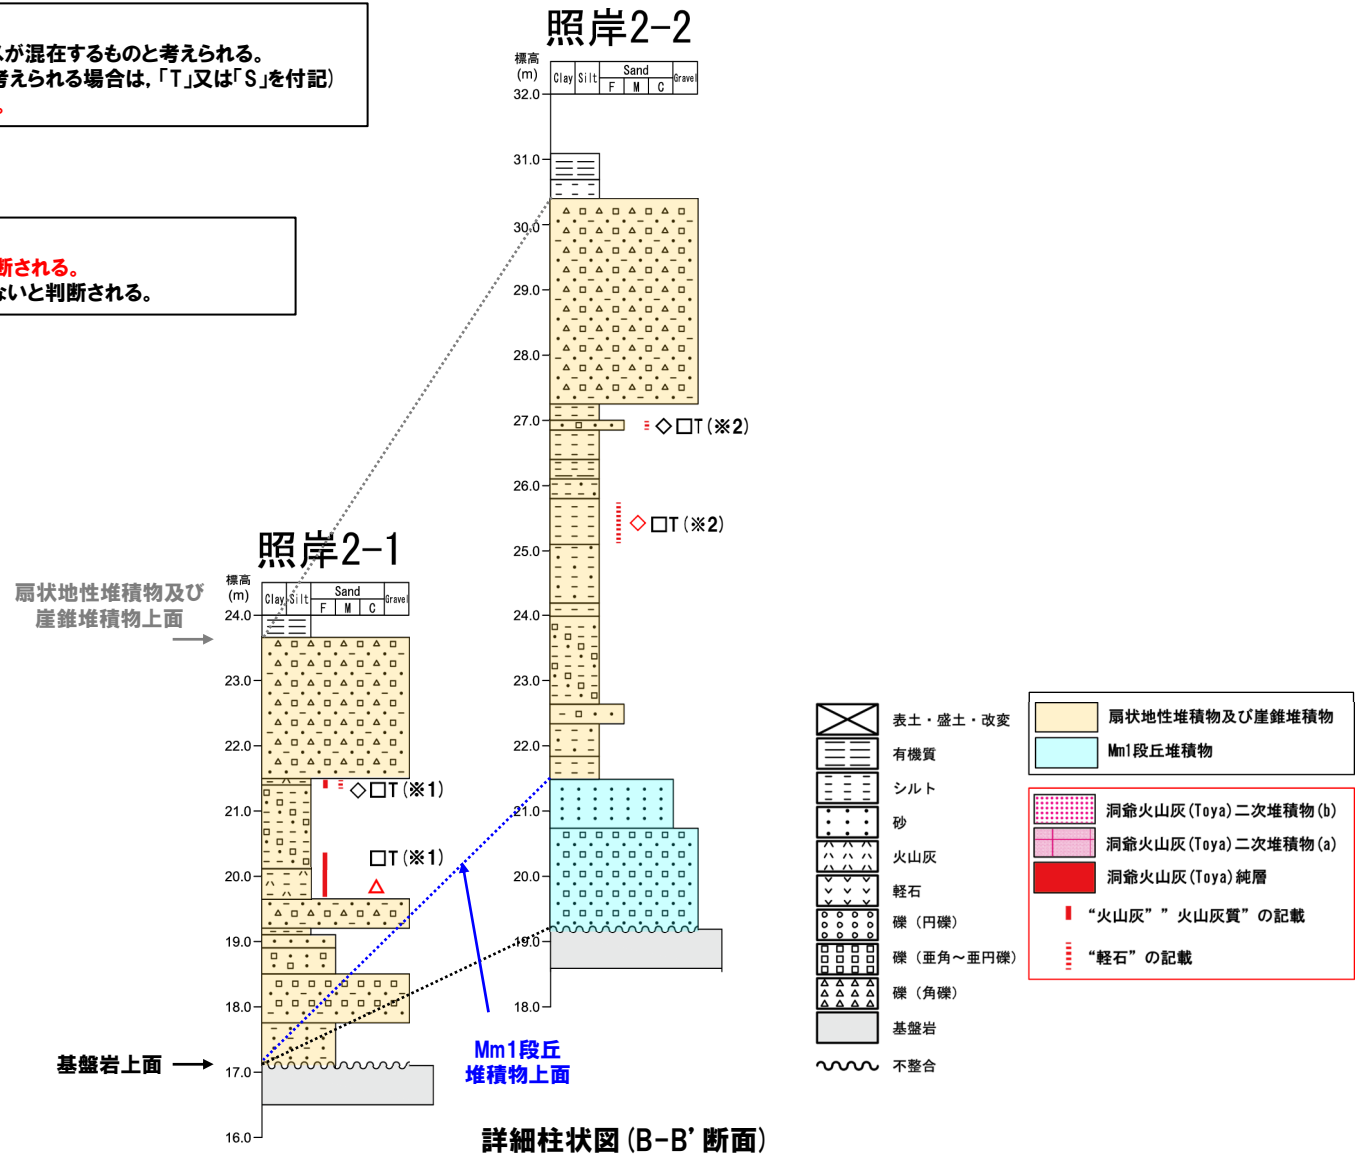 スが混在するものと考えられる。
考えられる場合は，「T」又は「S」を付記）
。
断される。
ないと判断される。
照岸2-2
標高
(m)
Clay Silt Sand Gravel
F M C
32.0
31.0
30.0
29.0
28.0
27.0
◇□T(※2)
26.0
◇□T(※2)
25.0
24.0
23.0
22.0
21.0
20.0
19.0
18.0
照岸2-1
標高
(m)
Clay Silt Sand Gravel
F M C
24.0
23.0
22.0
21.0
20.0
19.0
18.0
17.0
16.0
◇□T(※1)
□T(※1)
△
扇状地性堆積物及び
崖錐堆積物上面
基盤岩上面
Mm1段丘
堆積物上面
詳細柱状図(B-B’断面)
表土・盛土・改変
有機質
シルト
砂
火山灰
軽石
礫（円礫）
礫（亜角～亜円礫）
礫（角礫）
基盤岩
不整合
扇状地性堆積物及び崖錐堆積物
Mm1段丘堆積物
洞爺火山灰(Toya)二次堆積物(b)
洞爺火山灰(Toya)二次堆積物(a)
洞爺火山灰(Toya)純層
“火山灰””火山灰質”の記載
“軽石”の記載